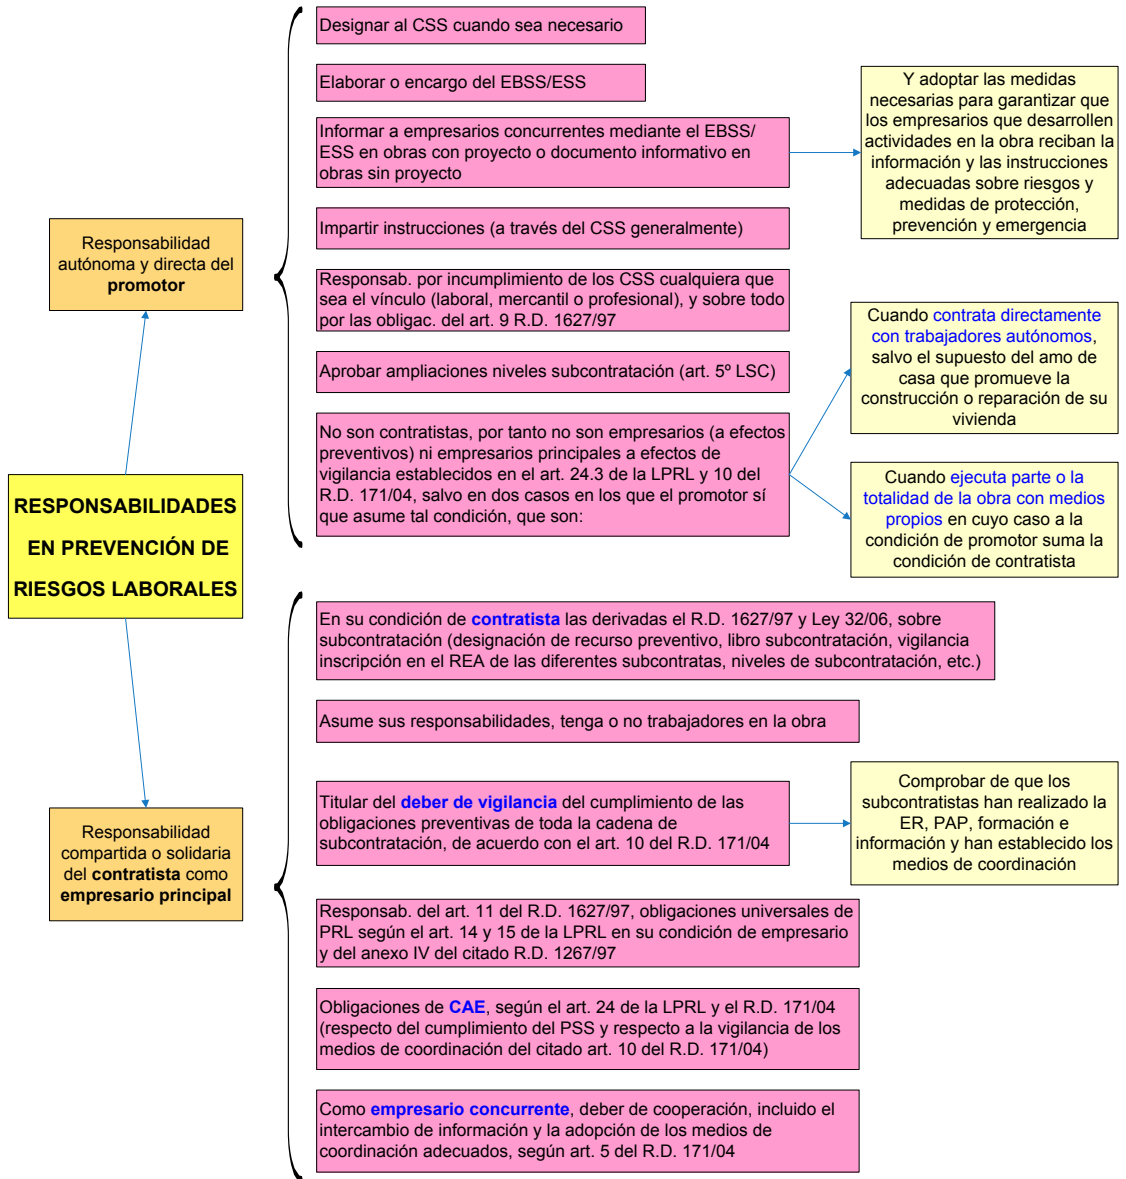 RESPONSABILIDADES
EN PREVENCIÓN DE
RIESGOS LABORALES
Responsabilidad
autónoma y directa del
promotor
Designar al CSS cuando sea necesario
Elaborar o encargo del EBSS/ESS
Informar a empresarios concurrentes mediante el EBSS/
ESS en obras con proyecto o documento informativo en
obras sin proyecto
Y adoptar las medidas
necesarias para garantizar que
los empresarios que desarrollen
actividades en la obra reciban la
información y las instrucciones
adecuadas sobre riesgos y
medidas de protección,
prevención y emergencia
Impartir instrucciones (a través del CSS generalmente)
Responsab. por incumplimiento de los CSS cualquiera que
sea el vínculo (laboral, mercantil o profesional), y sobre todo
por las obligac. del art. 9 R.D. 1627/97
Aprobar ampliaciones niveles subcontratación (art. 5º LSC)
No son contratistas, por tanto no son empresarios (a efectos
preventivos) ni empresarios principales a efectos de
vigilancia establecidos en el art. 24.3 de la LPRL y 10 del
R.D. 171/04, salvo en dos casos en los que el promotor sí
que asume tal condición, que son:
Cuando contrata directamente
con trabajadores autónomos,
salvo el supuesto del amo de
casa que promueve la
construcción o reparación de su
vivienda
Cuando ejecuta parte o la
totalidad de la obra con medios
propios en cuyo caso a la
condición de promotor suma la
condición de contratista
Responsabilidad
compartida o solidaria
del contratista como
empresario principal
En su condición de contratista las derivadas el R.D. 1627/97 y Ley 32/06, sobre
subcontratación (designación de recurso preventivo, libro subcontratación, vigilancia
inscripción en el REA de las diferentes subcontratas, niveles de subcontratación, etc.)
Asume sus responsabilidades, tenga o no trabajadores en la obra
Titular del deber de vigilancia del cumplimiento de las
obligaciones preventivas de toda la cadena de
subcontratación, de acuerdo con el art. 10 del R.D. 171/04
Comprobar de que los
subcontratistas han realizado la
ER, PAP, formación e
información y han establecido los
medios de coordinación
Responsab. del art. 11 del R.D. 1627/97, obligaciones universales de
PRL según el art. 14 y 15 de la LPRL en su condición de empresario
y del anexo IV del citado R.D. 1267/97
Obligaciones de CAE, según el art. 24 de la LPRL y el R.D. 171/04
(respecto del cumplimiento del PSS y respecto a la vigilancia de los
medios de coordinación del citado art. 10 del R.D. 171/04)
Como empresario concurrente, deber de cooperación, incluido el
intercambio de información y la adopción de los medios de
coordinación adecuados, según art. 5 del R.D. 171/04